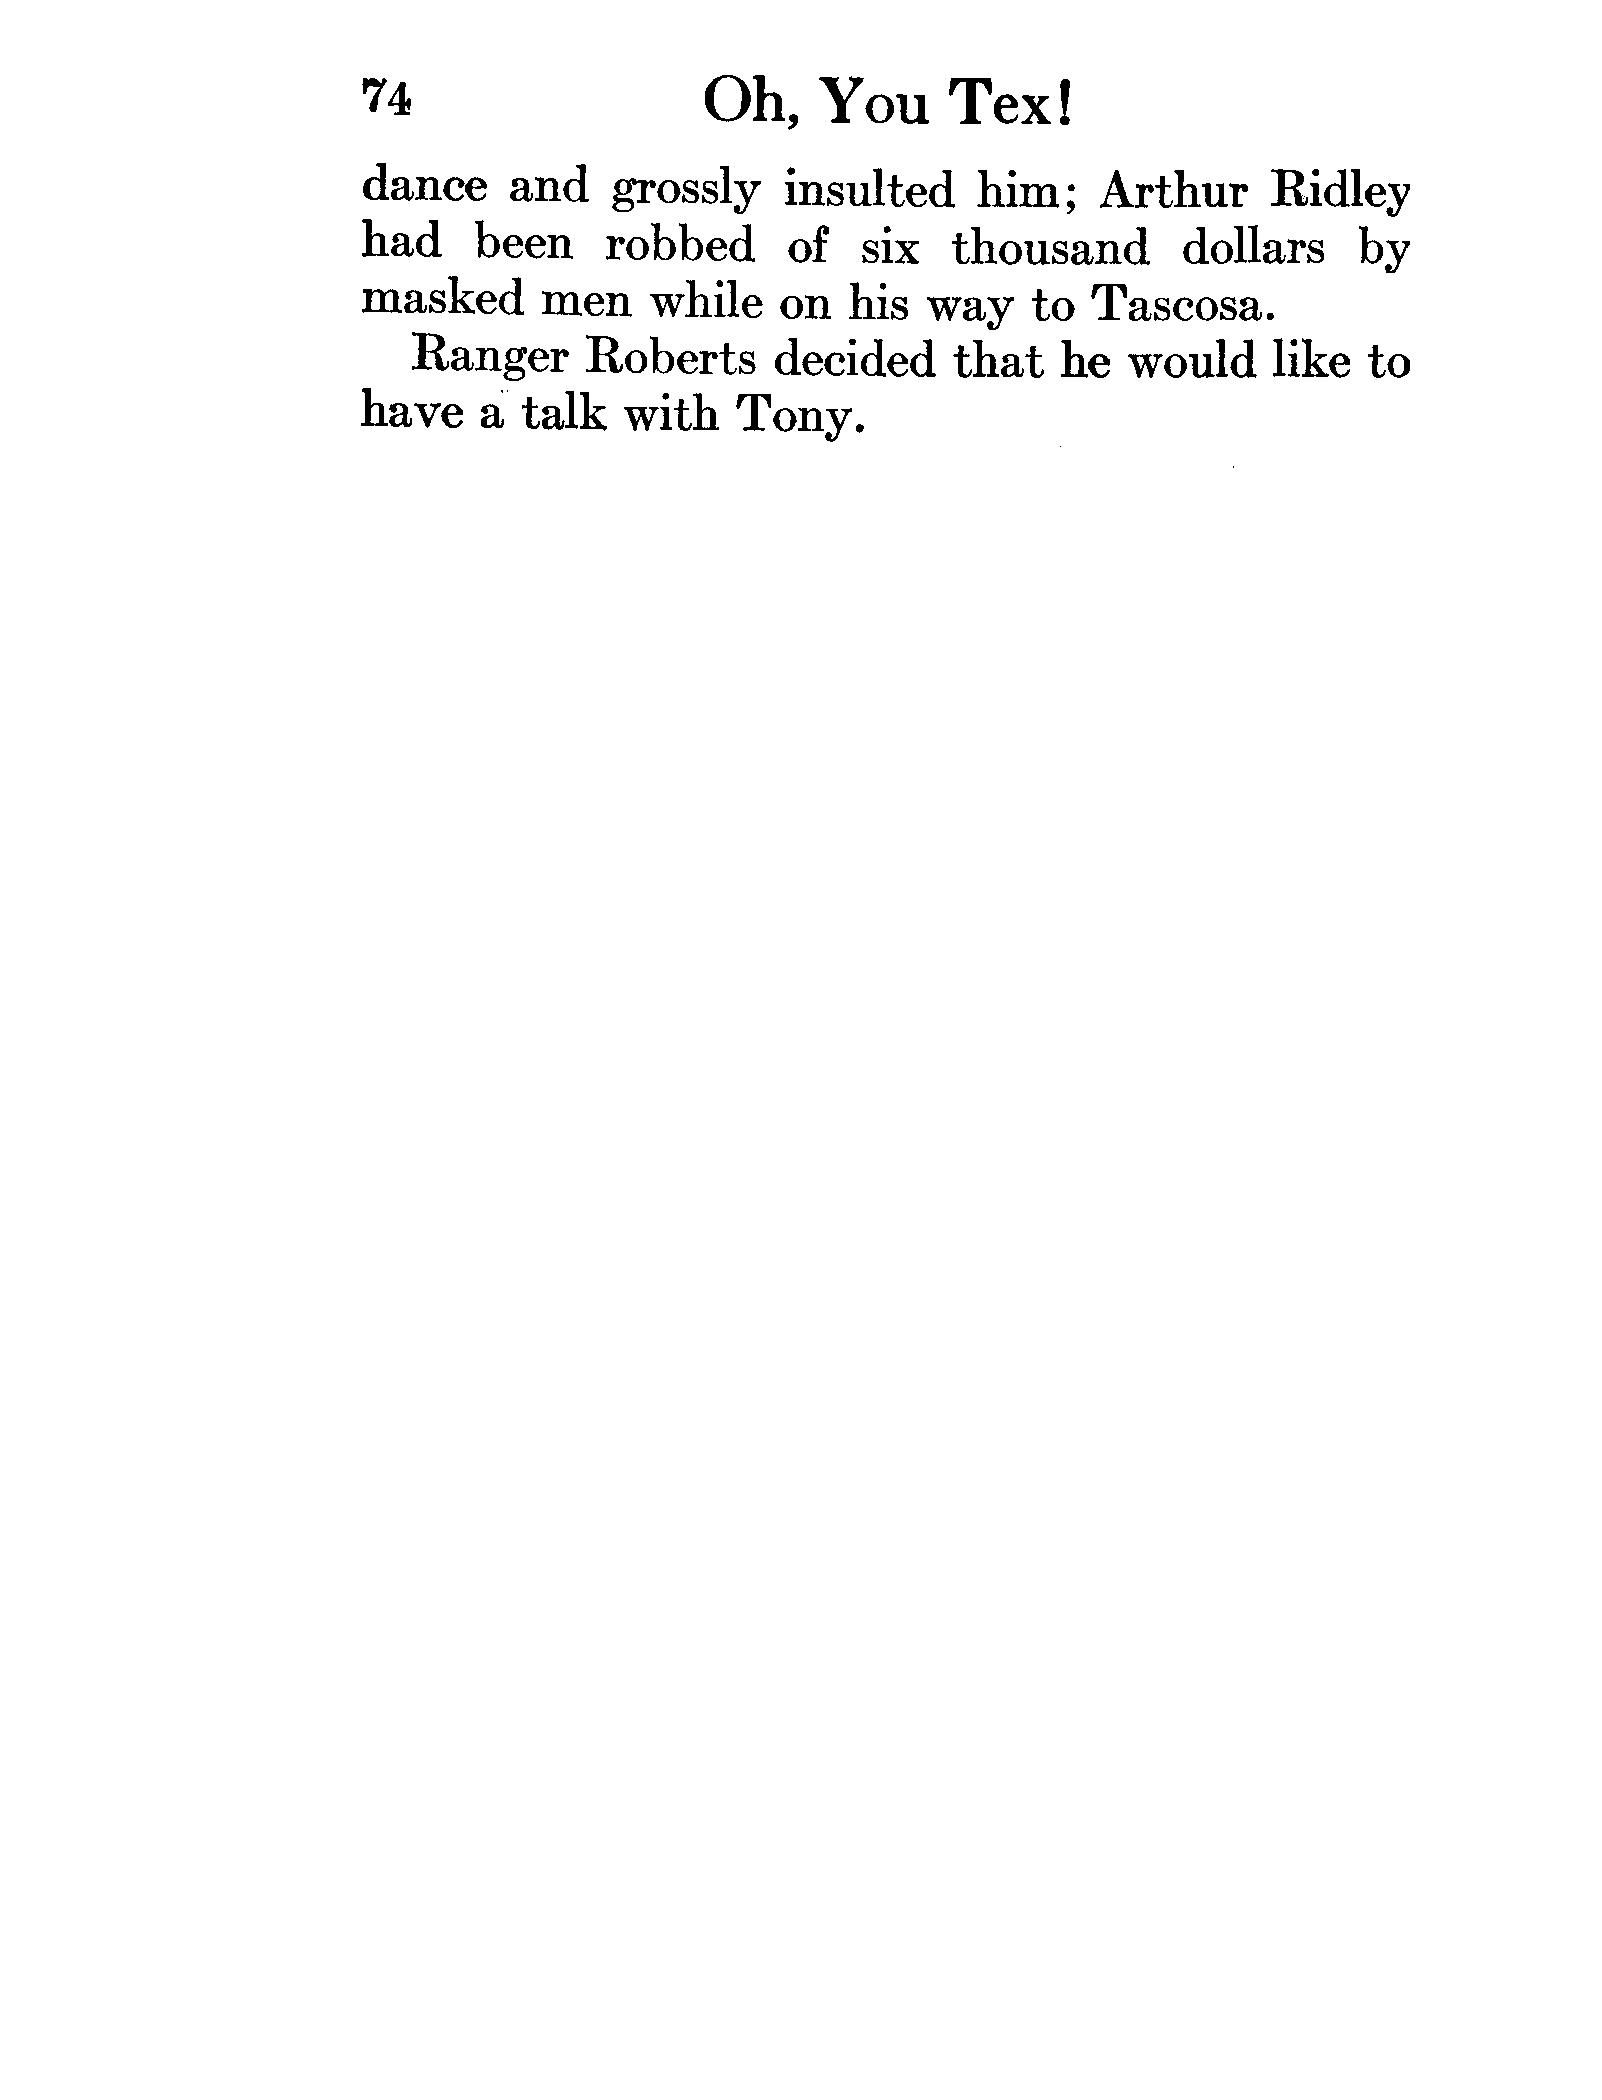 74 Oh, You Tex!
dance and grossly insulted him; Arthur Ridley
had been robbed of six thousand dollars by
masked men while on his way to Tascosa.
Ranger Roberts decided that he would like to
have a talk with Tony.